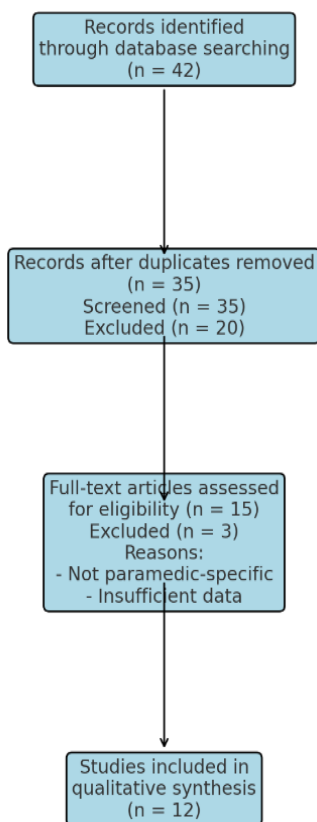 Records identified
through database searching
(n = 42)
Records after duplicates removed
(n = 35)
Screened (n = 35)
Excluded (n = 20)
Full-text articles assessed
for eligibility (n = 15)
Excluded (n = 3)
Reasons:
- Not paramedic-specific
- Insufficient data
Studies included in
qualitative synthesis
(n = 12)